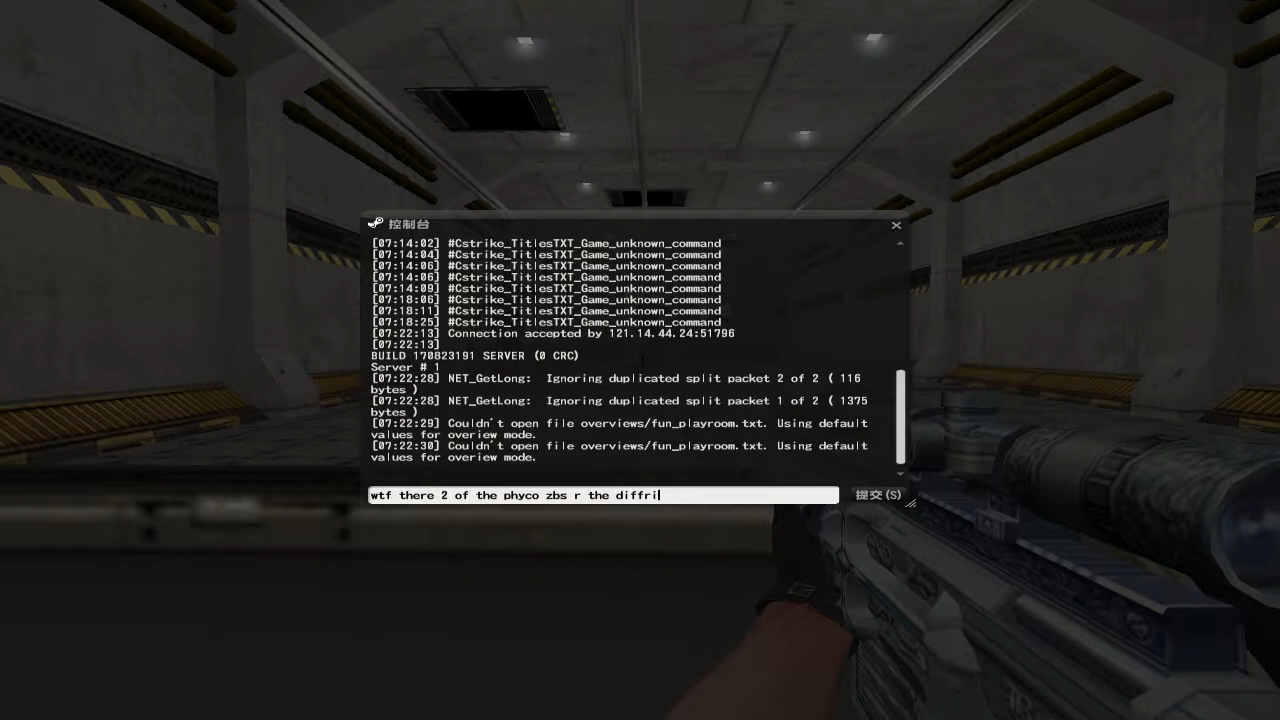 控制台
[07:14:02] #Cstrike_TitlesTXT_Game_unknown_command
[07:14:04] #Cstrike_TitlesTXT_Game_unknown_command
[07:14:06] #Cstrike_TitlesTXT_Game_unknown_command
[07:14:06] #Cstrike_TitlesTXT_Game_unknown_command
[07:14:09] #Cstrike_TitlesTXT_Game_unknown_command
[07:18:06] #Cstrike_TitlesTXT_Game_unknown_command
[07:18:11] #Cstrike_TitlesTXT_Game_unknown_command
[07:18:25] #Cstrike_TitlesTXT_Game_unknown_command
[07:22:13] Connection accepted by 121.14.44.24:51796
[07:22:13]
BUILD 170823191 SERVER (0 CRC)
Server # 1
[07:22:28] NET_GetLong:  Ignoring duplicated split packet 2 of 2 ( 116
bytes )
[07:22:28] NET_GetLong:  Ignoring duplicated split packet 1 of 2 ( 1375
bytes )
[07:22:29] Couldn't open file overviews/fun_playroom.txt. Using default
values for overiew mode.
[07:22:30] Couldn't open file overviews/fun_playroom.txt. Using default
values for overiew mode.
wtf there 2 of the phyco zbs r the diffri
提交(S)